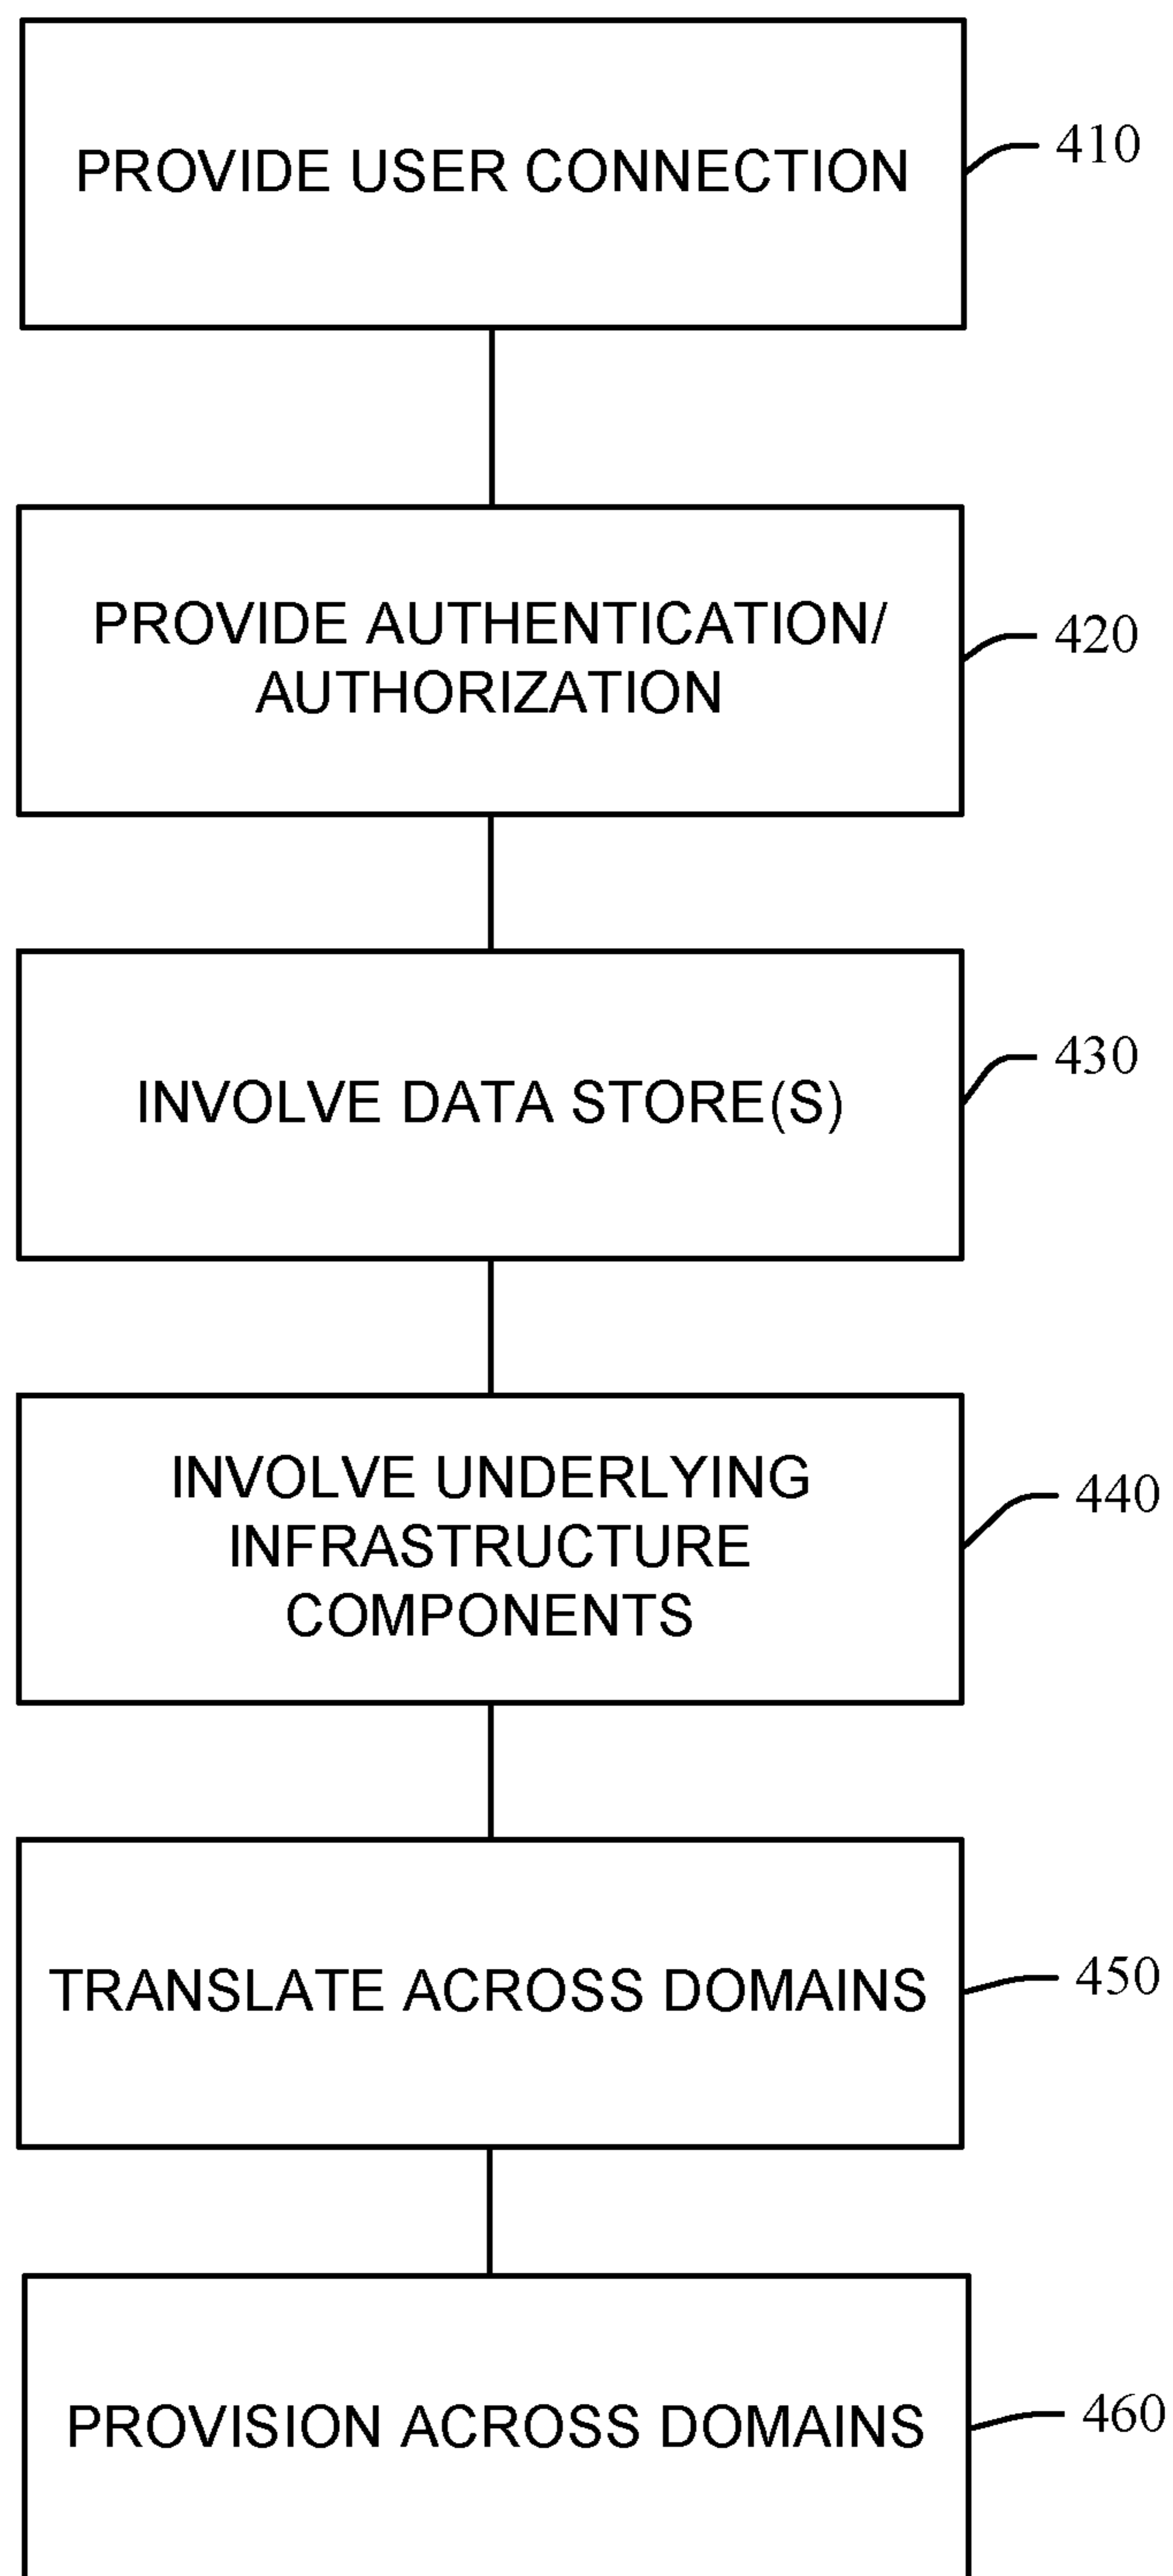 PROVIDE USER CONNECTION
410
PROVIDE AUTHENTICATION/
AUTHORIZATION
420
INVOLVE DATA STORE(S)
430
INVOLVE UNDERLYING
INFRASTRUCTURE
COMPONENTS
440
TRANSLATE ACROSS DOMAINS
450
PROVISION ACROSS DOMAINS
460